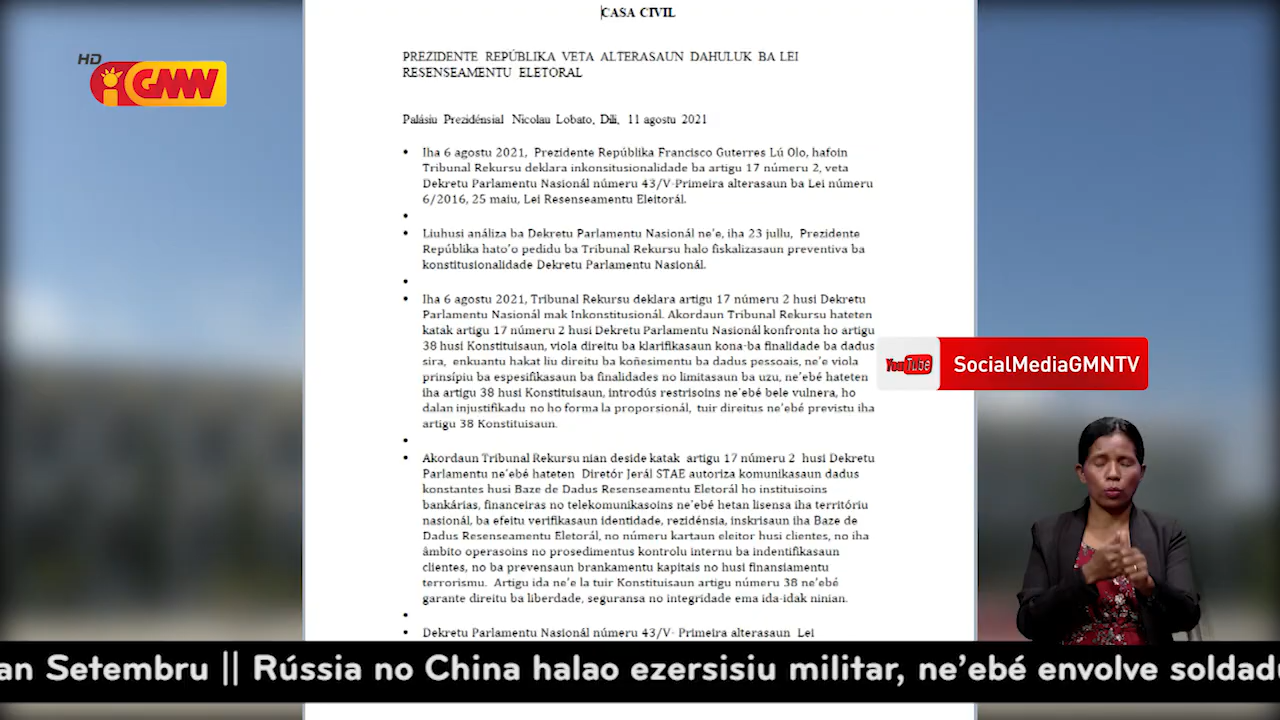 CASA CIVIL
PREZIDENTE REPÚBLIKA VETA ALTERASAUN DAHULUK BA LEI
RESENSEAMENTU ELETORAL
Palásiu Prezidénsial Nicolau Lobato, Dili, 11 agostu 2021
• Iha 6 agostu 2021, Prezidente Repúblika Francisco Guterres Lú Olo, hafoin
Tribunal Rekursu deklara inkonsitusionalidade ba artigu 17 númeru 2, veta
Dekretu Parlamentu Nasionál númeru 43/V-Primeira alterasaun ba Lei númeru
6/2016, 25 maiu, Lei Resenseamentu Eleitorál.
•
• Liuhusi análiza ba Dekretu Parlamentu Nasionál ne'e, iha 23 jullu, Prezidente
Repúblika hato'o pedidu ba Tribunal Rekursu halo fiskalizasaun preventiva ba
konstitusionalidade Dekretu Parlamentu Nasionál.
•
• Iha 6 agostu 2021, Tribunal Rekursu deklara artigu 17 númeru 2 husi Dekretu
Parlamentu Nasionál mak Inkonstitusionál. Akordaun Tribunal Rekursu hateten
katak artigu 17 númeru 2 husi Dekretu Parlamentu Nasionál konfronta ho artigu
38 husi Konstituisaun, viola direitu ba klarifikasaun kona-ba finalidade ba dadus
sira, enkuantu hakat liu direitu ba koñesimentu ba dadus pessoais, ne'e viola
prinsípiu ba espesifikasaun ba finalidades no limitasaun ba uzu, ne'ebé hateten
iha artigu 38 husi Konstituisaun, introdús restrisoins ne'ebé bele vulnera, ho
dalan injustifikadu no ho forma la proporsionál, tuir direitus ne'ebé previstu iha
artigu 38 Konstituisaun.
•
• Akordaun Tribunal Rekursu nian deside katak artigu 17 númeru 2 husi Dekretu
Parlamentu ne'ebé hateten Diretór Jerál STAE autoriza komunikasaun dadus
konstantes husi Baze de Dadus Resenseamentu Eletorál ho instituisoins
bankárias, financeiras no telekomunikasoins ne'ebé hetan lisensa iha territóriu
nasionál, ba efeitu verifikasaun identidade, rezidénsia, inskrisaun iha Baze de
Dadus Resenseamentu Eletorál, no númeru kartaun eleitor husi clientes, no iha
âmbito operasoins no prosedimentus kontrolu internu ba indentifikasaun
clientes, no ba prevensaun brankamentu kapitais no husi finansiamentu
terrorismu. Artigu ida ne'e la tuir Konstituisaun artigu númeru 38 ne'ebé
garante direitu ba liberdade, seguransa no integridade ema ida-idak ninian.
•
• Dekretu Parlamentu Nasionál númeru 43/V- Primeira alterasaun Lei
HD
GMN
YouTube
SocialMediaGMNTV
an Setembru || Rússia no China halao ezersisiu militar, ne'ebé envolve soldadu